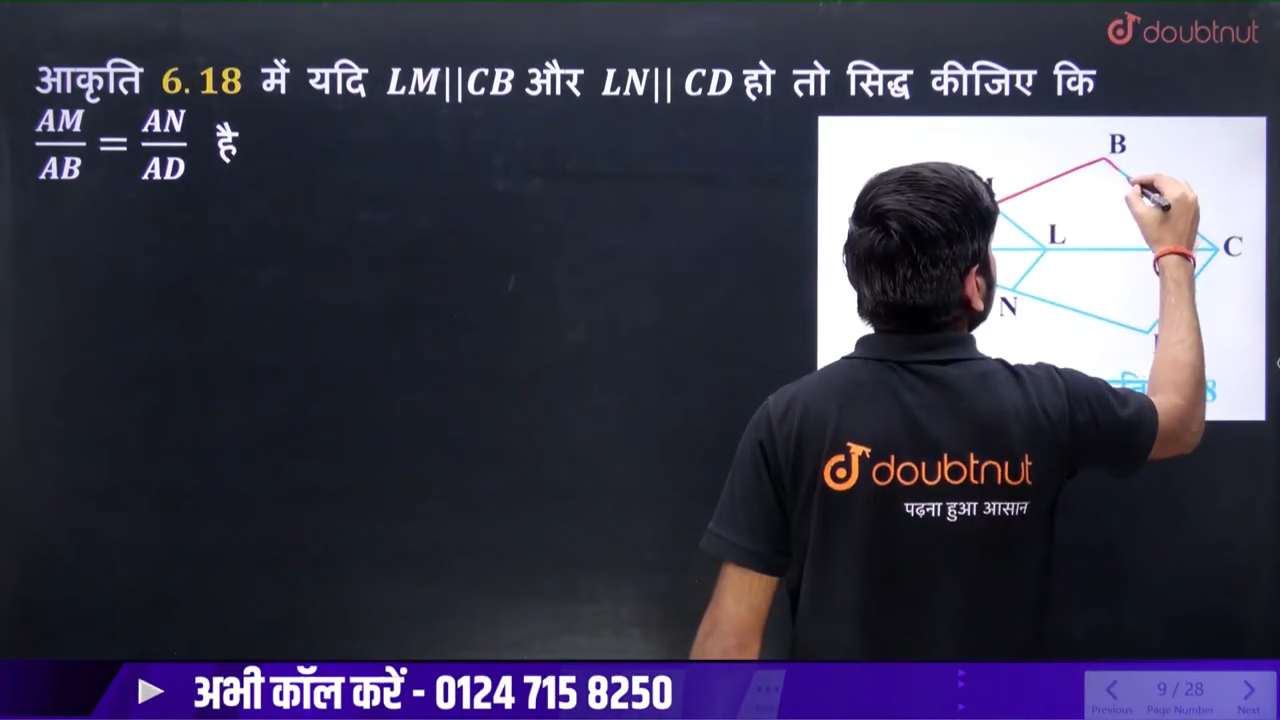 doubtnut
आकृति 6.18 में यदि LM||CB और LN|| CD हो तो सिद्ध कीजिए कि
AM/AB = AN/AD है
B
L
C
N
8
doubtnut
पढ़ना हुआ आसान
अभी कॉल करें - 0124 715 8250
9 / 28
Previous Page Number Next